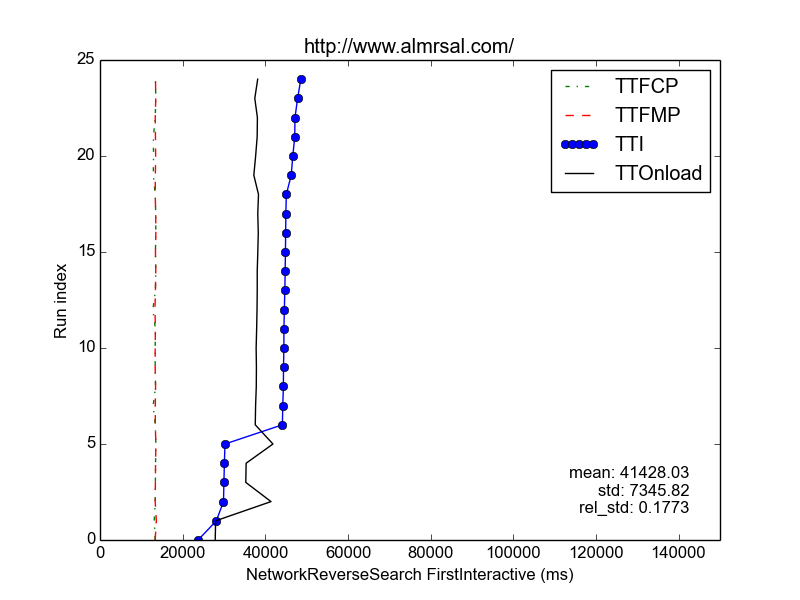 http://www.almrsal.com/
25
20
15
10
5
0
Run index
TTFCP
TTFMP
TTI
TTOnload
mean: 41428.03
std: 7345.82
rel_std: 0.1773
0 20000 40000 60000 80000 100000 120000 140000
NetworkReverseSearch FirstInteractive (ms)